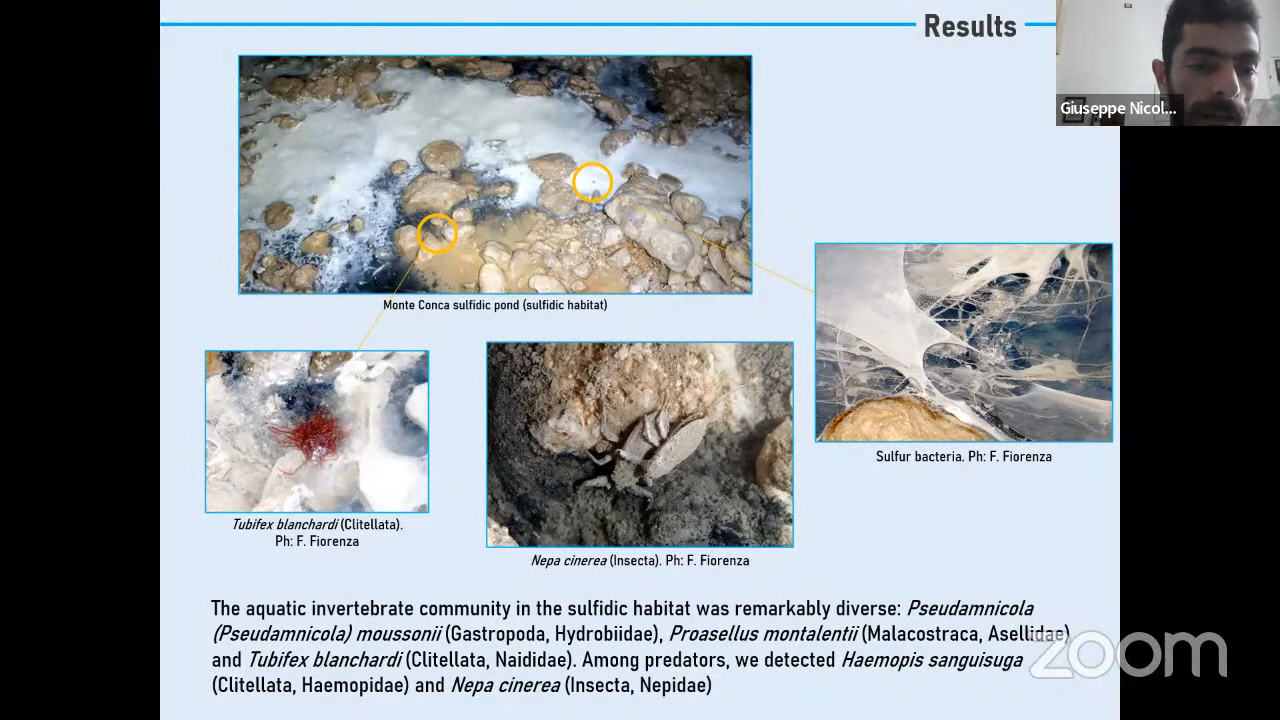 Results
Giuseppe Nicol...
Monte Conca sulfidic pond (sulfidic habitat)
Sulfur bacteria. Ph: F. Fiorenza
Tubifex blanchardi (Clitellata).
Ph: F. Fiorenza
Nepa cinerea (Insecta). Ph: F. Fiorenza
The aquatic invertebrate community in the sulfidic habitat was remarkably diverse: Pseudamnicola
(Pseudamnicola) moussonii (Gastropoda, Hydrobiidae), Proasellus montalentii (Malacostraca, Asellidae)
and Tubifex blanchardi (Clitellata, Naididae). Among predators, we detected Haemopis sanguisuga
(Clitellata, Haemopidae) and Nepa cinerea (Insecta, Nepidae)
zoom